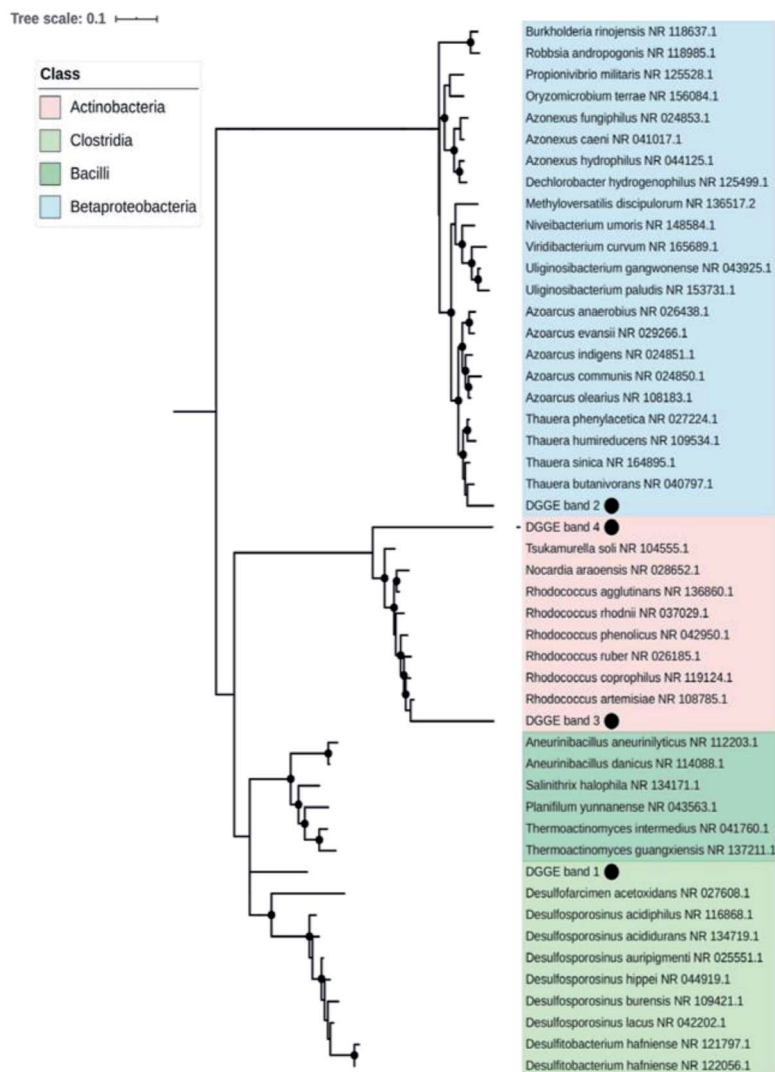 Tree scale: 0.1
Class
Actinobacteria
Clostridia
Bacilli
Betaproteobacteria
Burkholderia rinojensis NR 118637.1
Robbsia andropogonis NR 118985.1
Propionivibrio militaris NR 125528.1
Oryzomicrobium terrae NR 156084.1
Azonexus fungiphilus NR 024853.1
Azonexus caeni NR 041017.1
Azonexus hydrophilus NR 044125.1
Dechlorobacter hydrogenophilus NR 125499.1
Methyloversatilis discipulorum NR 136517.2
Niveibacterium umoris NR 148584.1
Viridibacterium curvum NR 165689.1
Uliginosibacterium gangwonense NR 043925.1
Uliginosibacterium paludis NR 153731.1
Azoarcus anaerobius NR 026438.1
Azoarcus evansii NR 029266.1
Azoarcus indigens NR 024851.1
Azoarcus communis NR 024850.1
Azoarcus olearius NR 108183.1
Thauera phenylacetica NR 027224.1
Thauera humireducens NR 109534.1
Thauera sinica NR 164895.1
Thauera butanivorans NR 040797.1
DGGE band 2
DGGE band 4
Tsukamurella soli NR 104555.1
Nocardia araoensis NR 028652.1
Rhodococcus agglutinans NR 136860.1
Rhodococcus rhodnii NR 037029.1
Rhodococcus phenolicus NR 042950.1
Rhodococcus ruber NR 026185.1
Rhodococcus coprophilus NR 119124.1
Rhodococcus artemisiae NR 108785.1
DGGE band 3
Aneurinibacillus aneurinilyticus NR 112203.1
Aneurinibacillus danicus NR 114088.1
Salinithrix halophila NR 134171.1
Planifilum yunnanense NR 043563.1
Thermoactinomyces intermedius NR 041760.1
Thermoactinomyces guangxiensis NR 137211.1
DGGE band 1
Desulfofarcimen acetoxidans NR 027608.1
Desulfosporosinus acidiphilus NR 116868.1
Desulfosporosinus acididurans NR 134719.1
Desulfosporosinus auripigmenti NR 025551.1
Desulfosporosinus hippei NR 044919.1
Desulfosporosinus burensis NR 109421.1
Desulfosporosinus lacus NR 042202.1
Desulfitobacterium hafniense NR 121797.1
Desulfitobacterium hafniense NR 122056.1